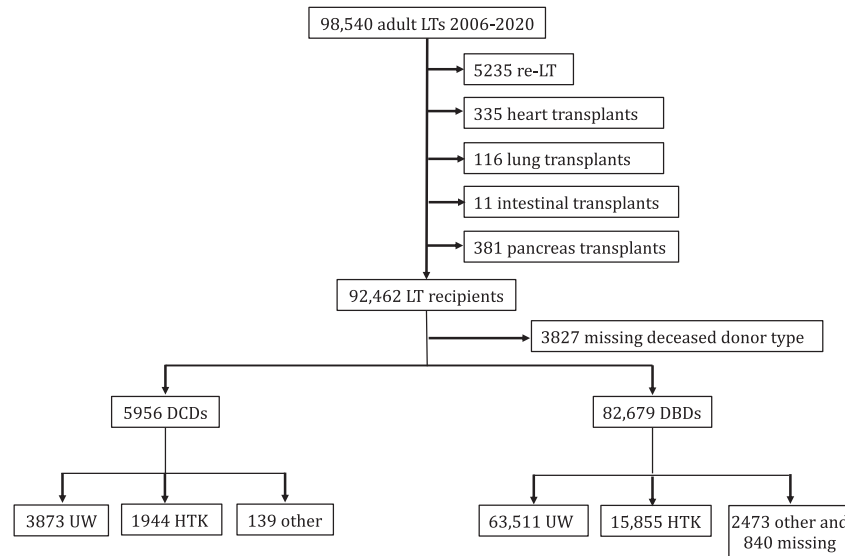 98,540 adult LTs 2006-2020
5235 re-LT
335 heart transplants
116 lung transplants
11 intestinal transplants
381 pancreas transplants
92,462 LT recipients
3827 missing deceased donor type
5956 DCDs
82,679 DBDs
3873 UW
1944 HTK
139 other
63,511 UW
15,855 HTK
2473 other and
840 missing